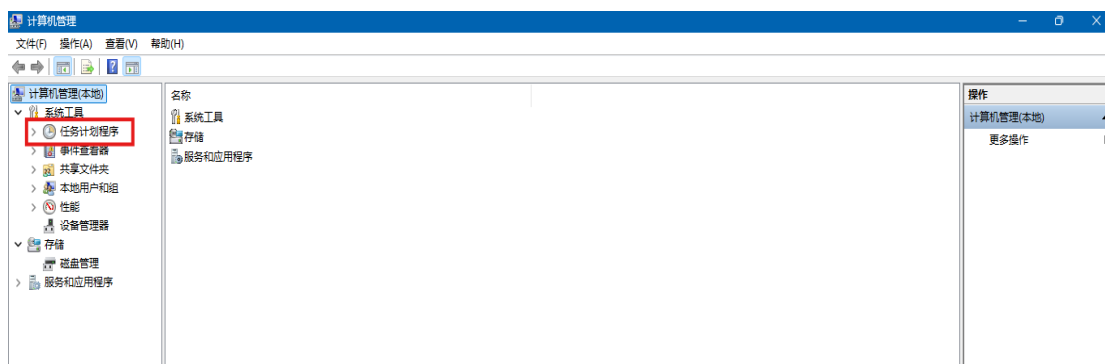 计算机管理
文件(F) 操作(A) 查看(V) 帮助(H)
计算机管理(本地)
系统工具
任务计划程序
事件查看器
共享文件夹
本地用户和组
性能
设备管理器
存储
磁盘管理
服务和应用程序
名称
系统工具
存储
服务和应用程序
操作
计算机管理(本地)
更多操作